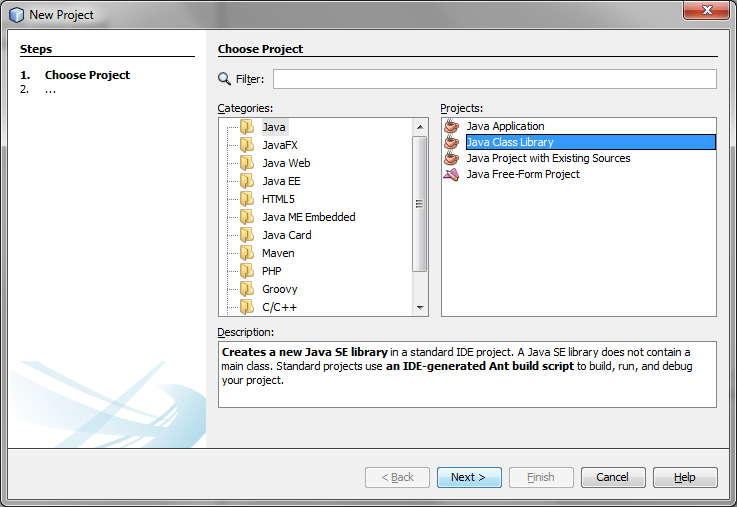 New Project
Steps
1. Choose Project
2. ...
Choose Project
Filter:
Categories:
Java
JavaFX
Java Web
Java EE
HTML5
Java ME Embedded
Java Card
Maven
PHP
Groovy
C/C++
Projects:
Java Application
Java Class Library
Java Project with Existing Sources
Java Free-Form Project
Description:
Creates a new Java SE library in a standard IDE project. A Java SE library does not contain a
main class. Standard projects use an IDE-generated Ant build script to build, run, and debug
your project.
< Back
Next >
Finish
Cancel
Help